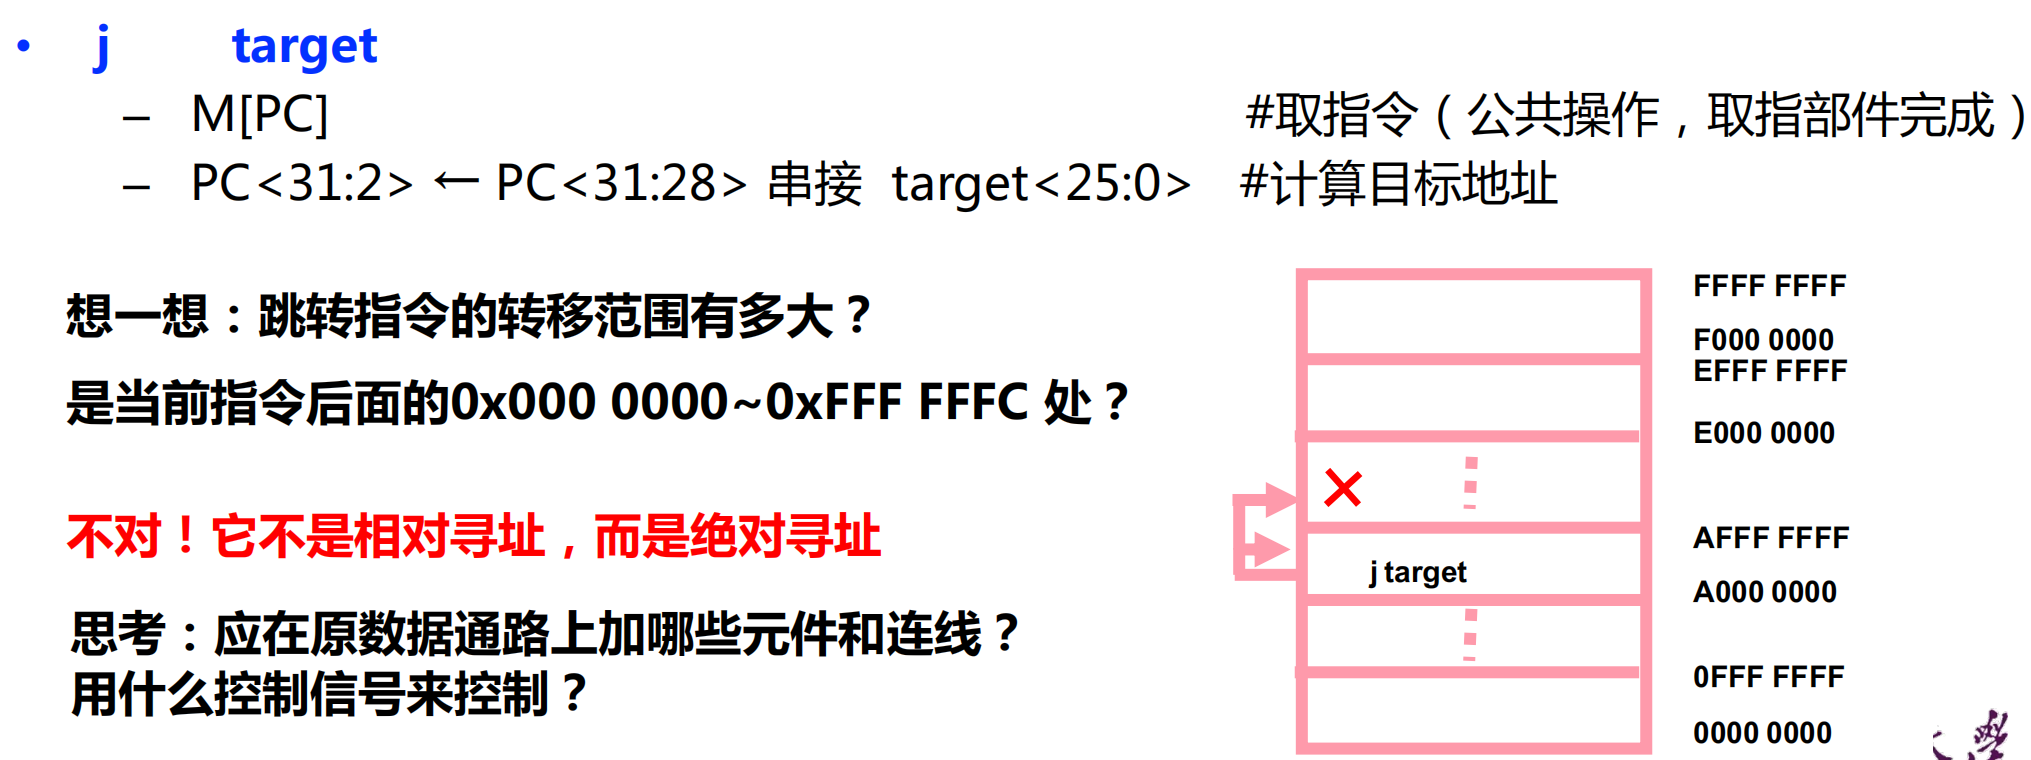 • j target
– M[PC] #取指令（公共操作，取指部件完成）
– PC<31:2> ← PC<31:28> 串接 target<25:0> #计算目标地址
想一想：跳转指令的转移范围有多大？
是当前指令后面的0x000 0000~0xFFF FFFC 处？
不对！它不是相对寻址，而是绝对寻址
思考：应在原数据通路上加哪些元件和连线？
用什么控制信号来控制？
FFFF FFFF
F000 0000
EFFF FFFF
E000 0000
×
AFFF FFFF
j target
A000 0000
0FFF FFFF
0000 0000